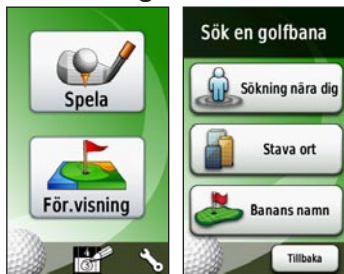 Spela
För.visning
Sök en golfbana
Sökning nära dig
Stava ort
Banans namn
Tillbaka